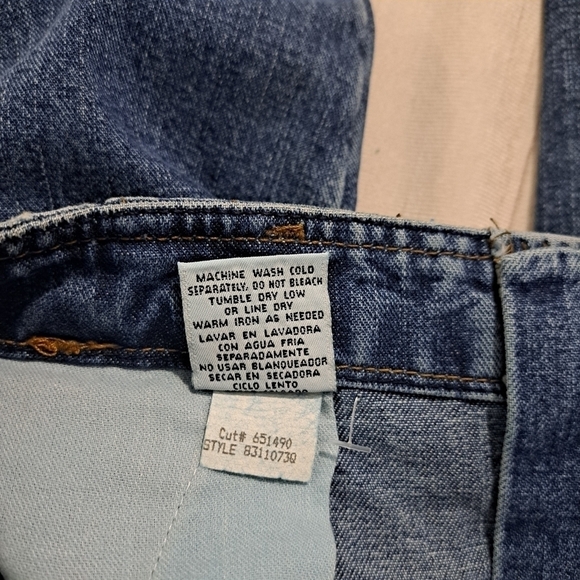 MACHINE WASH COLD
SEPARATELY, DO NOT BLEACH
TUMBLE DRY LOW
OR LINE DRY
WARM IRON AS NEEDED
LAVAR EN LAVADORA
CON AGUA FRIA
SEPARADAMENTE
NO USAR BLANQUEADOR
SECAR EN SECADORA
CICLO LENTO
Cut# 651490
STYLE 8311073Q